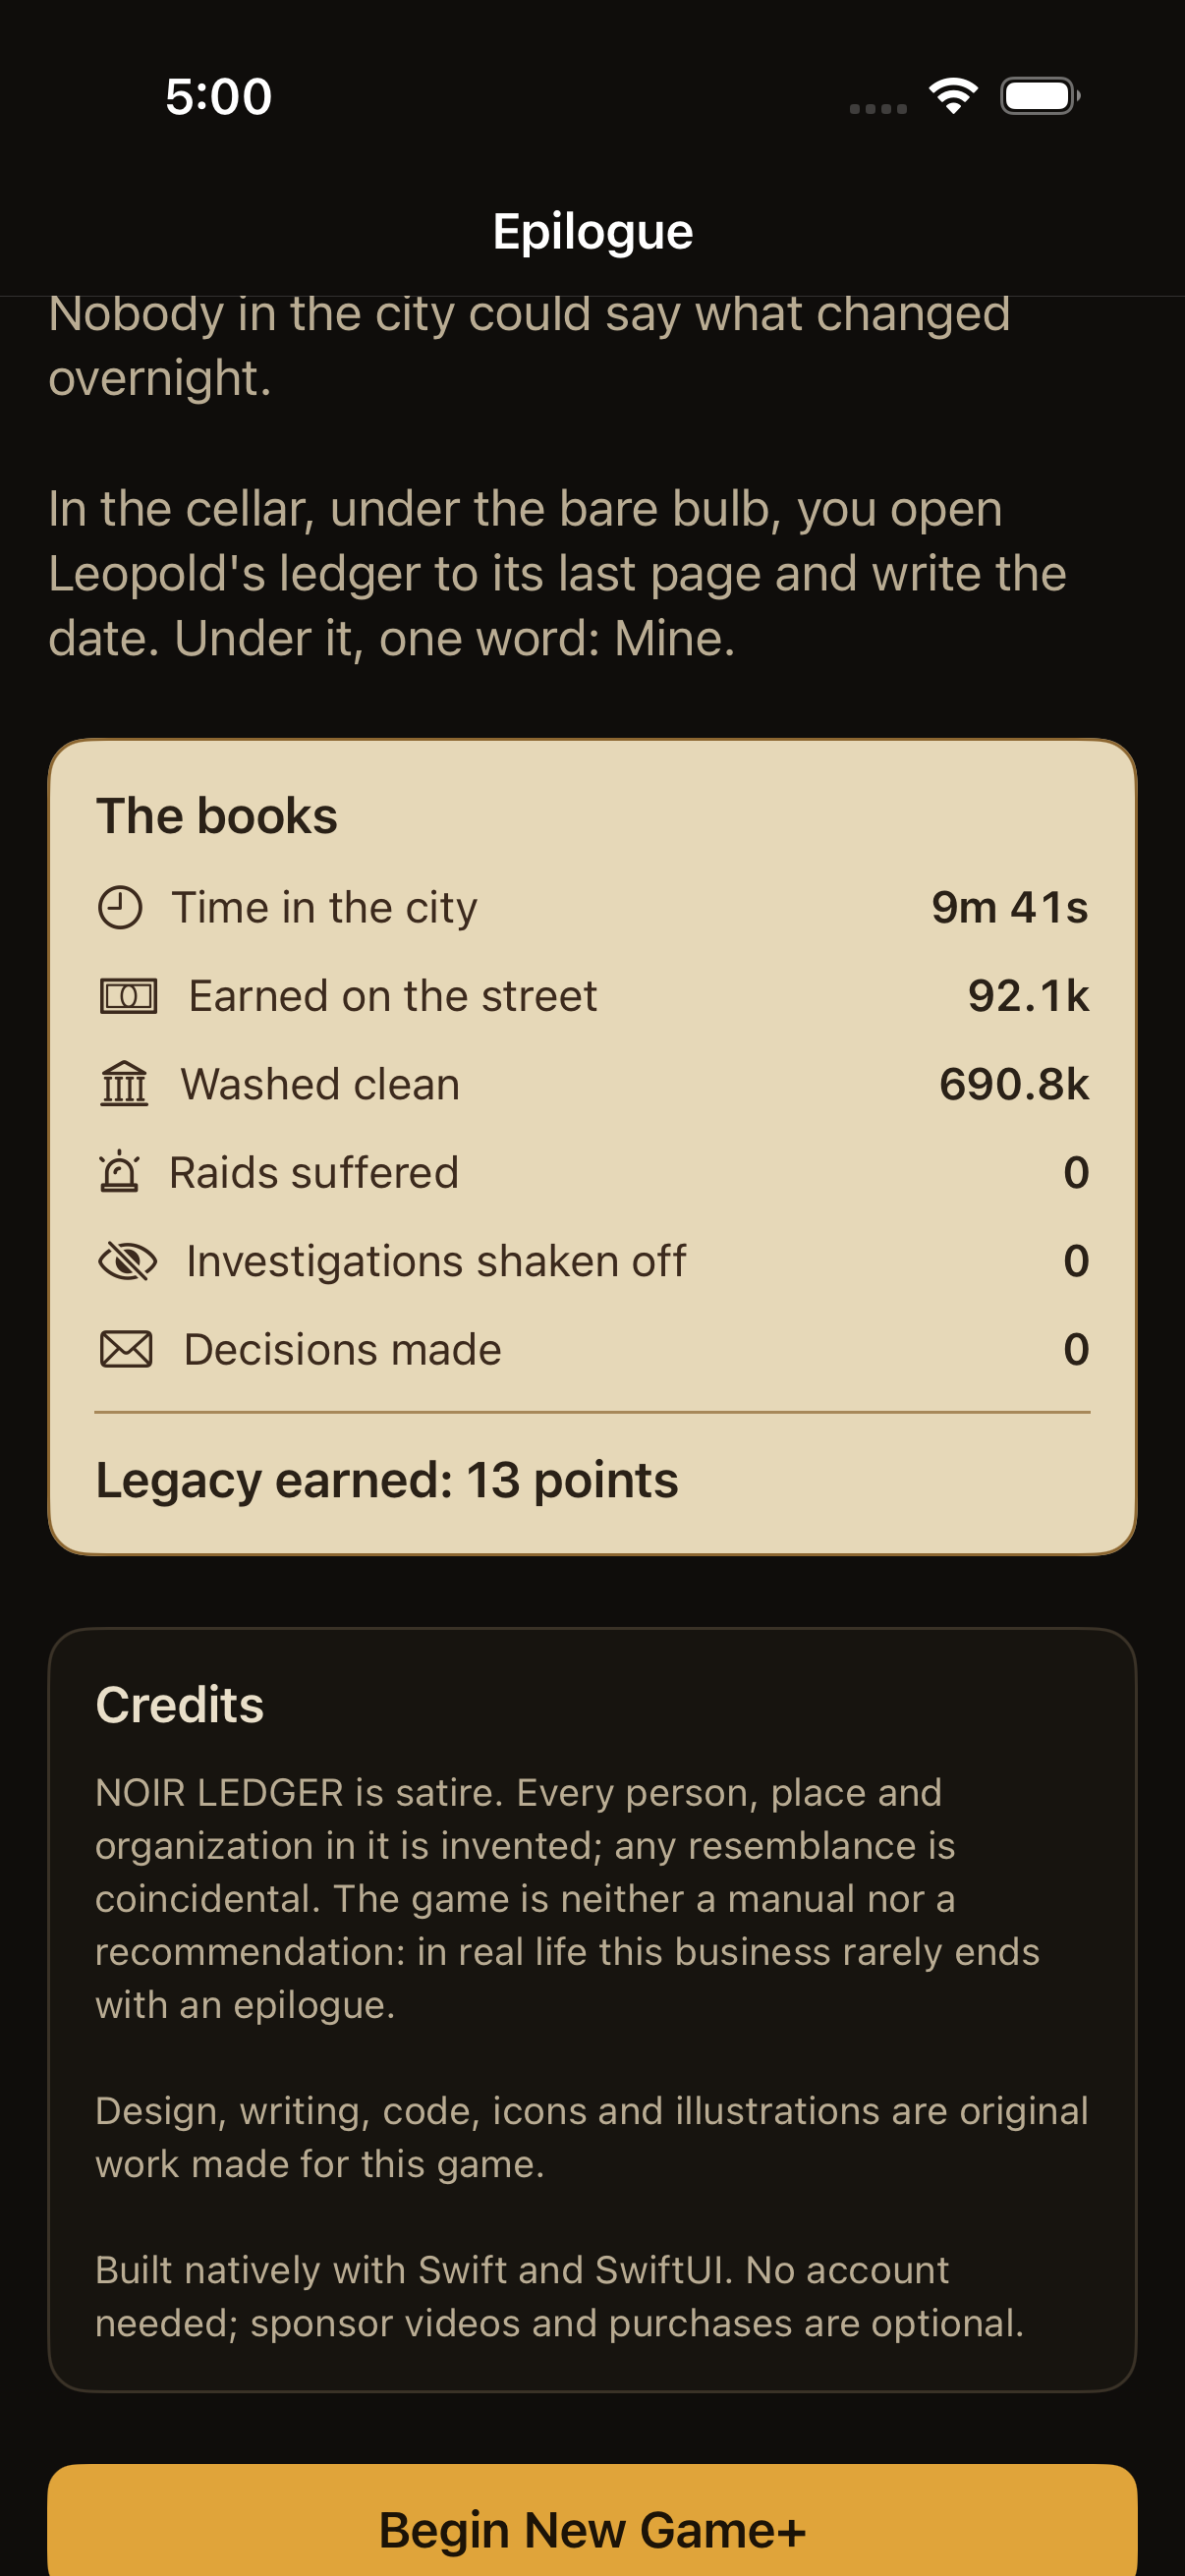 5:00
Epilogue
Nobody in the city could say what changed
overnight.
In the cellar, under the bare bulb, you open
Leopold's ledger to its last page and write the
date. Under it, one word: Mine.
The books
Time in the city 9m 41s
Earned on the street 92.1k
Washed clean 690.8k
Raids suffered 0
Investigations shaken off 0
Decisions made 0
Legacy earned: 13 points
Credits
NOIR LEDGER is satire. Every person, place and
organization in it is invented; any resemblance is
coincidental. The game is neither a manual nor a
recommendation: in real life this business rarely ends
with an epilogue.
Design, writing, code, icons and illustrations are original
work made for this game.
Built natively with Swift and SwiftUI. No account
needed; sponsor videos and purchases are optional.
Begin New Game+